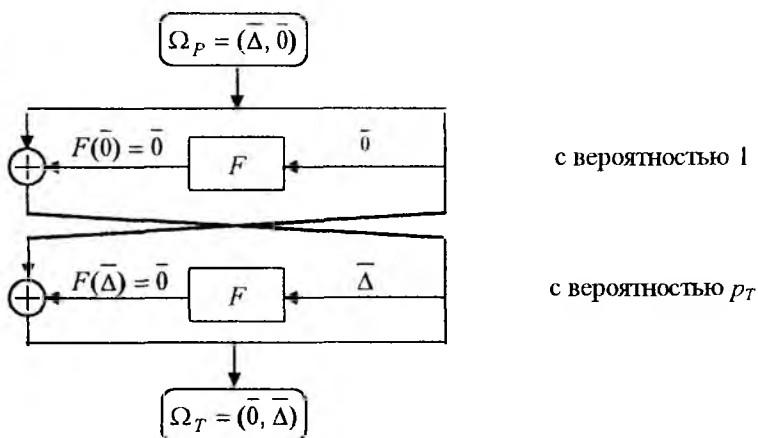 Ω_P = (Δ̅, 0̅)
F(0̅) = 0̅
F
0̅
с вероятностью 1
F(Δ̅) = 0̅
F
Δ̅
с вероятностью p_T
Ω_T = (0̅, Δ̅)